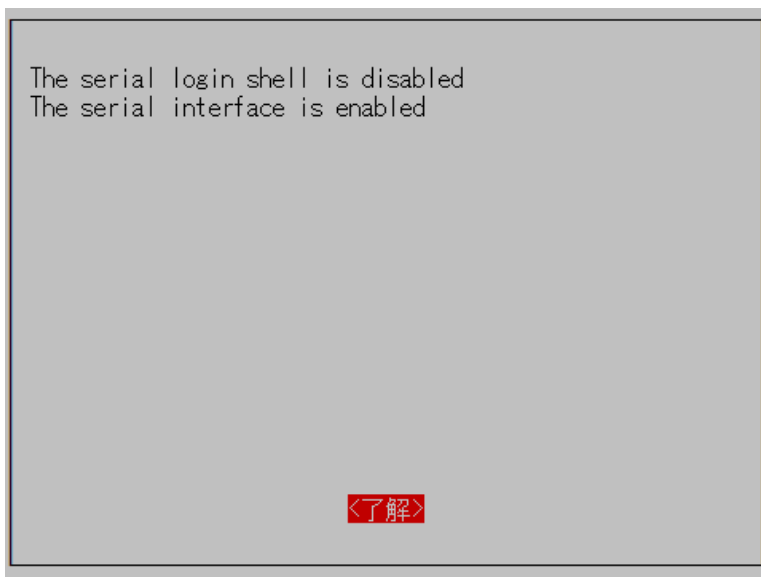 The serial login shell is disabled
The serial interface is enabled
<了解>